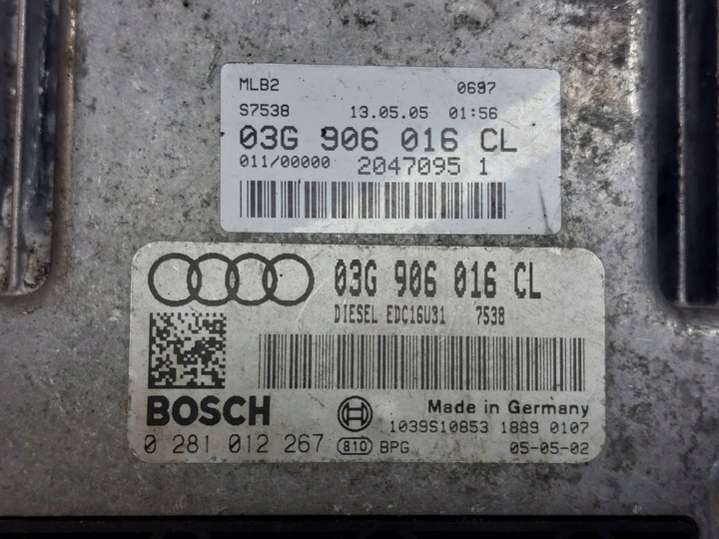 MLB2 0697
S7538 13.05.05 01:56
03G 906 016 CL
011/00000 2047095 1
03G 906 016 CL
DIESEL EDC16U31 7538
BOSCH
Made in Germany
1039S10853 1889 0107
0 281 012 267 810 BPG 05-05-02